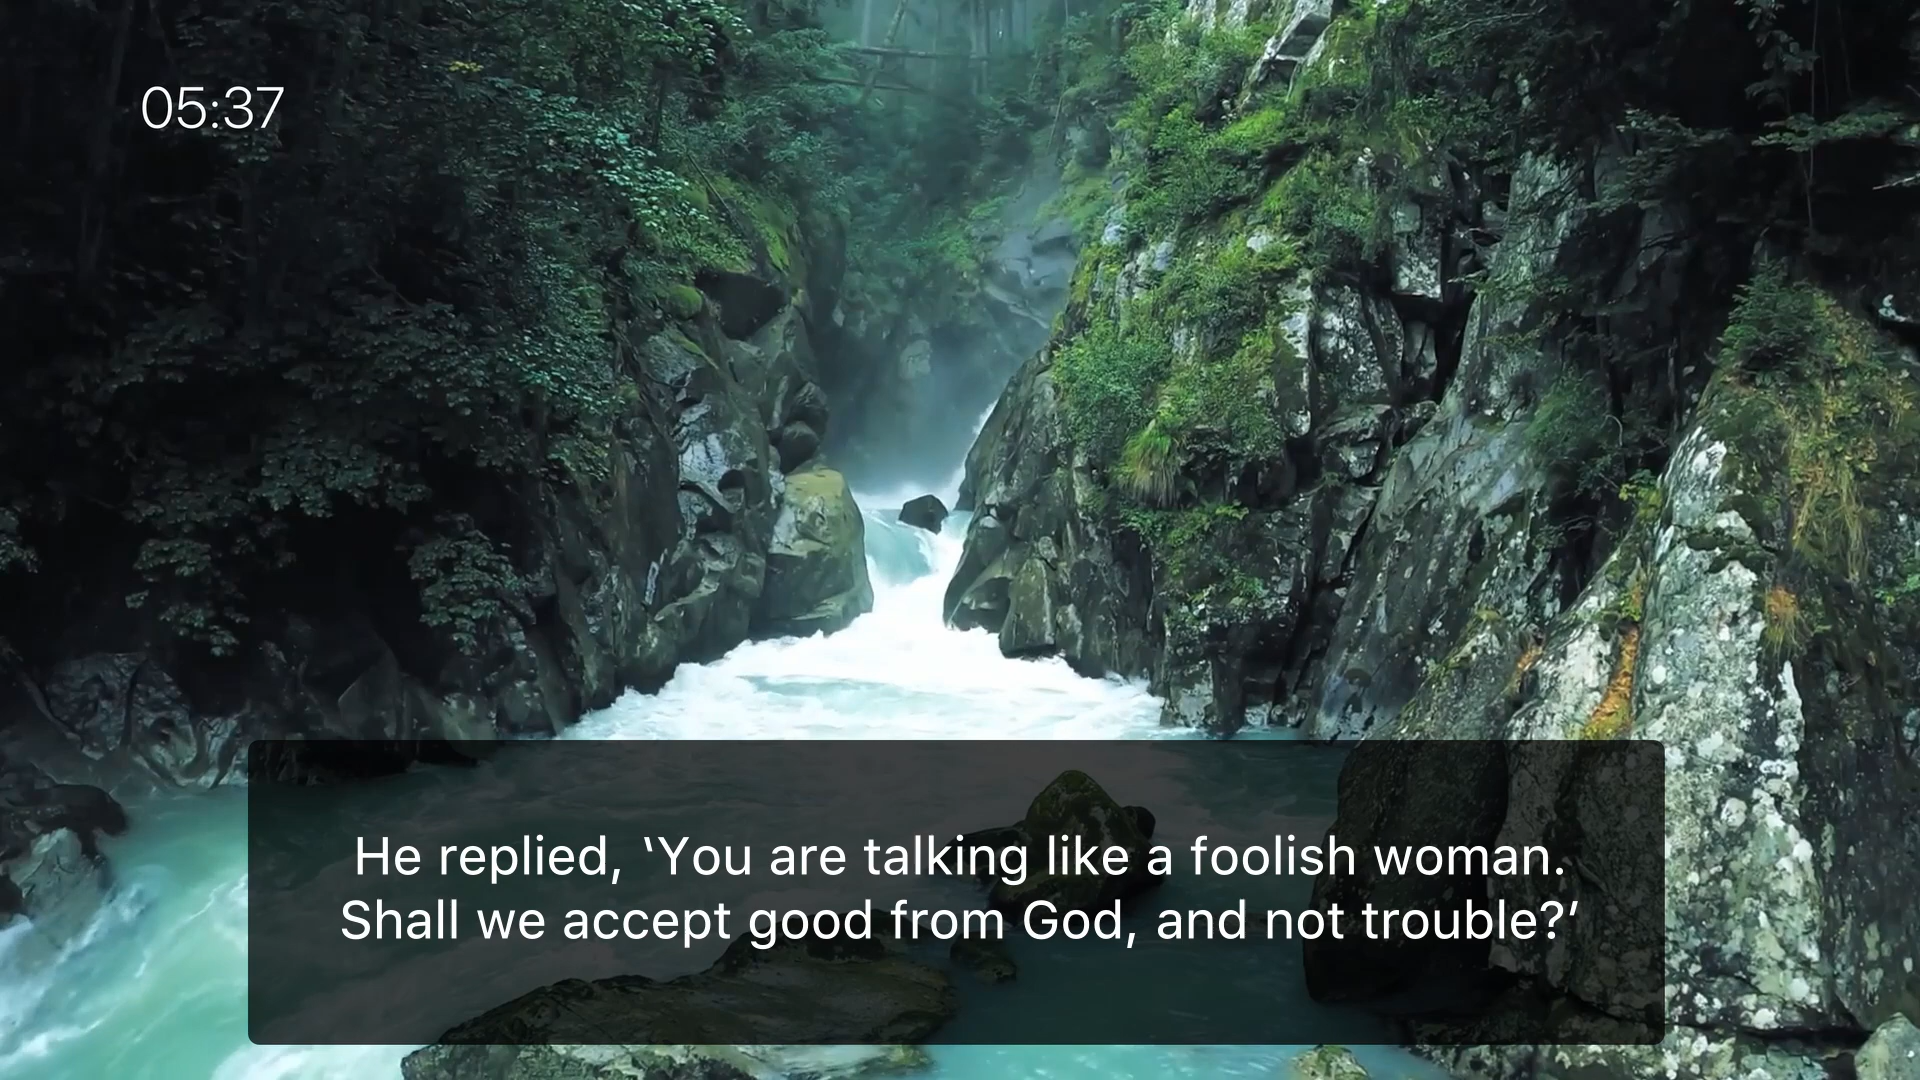 05:37
He replied, ‘You are talking like a foolish woman.
Shall we accept good from God, and not trouble?’